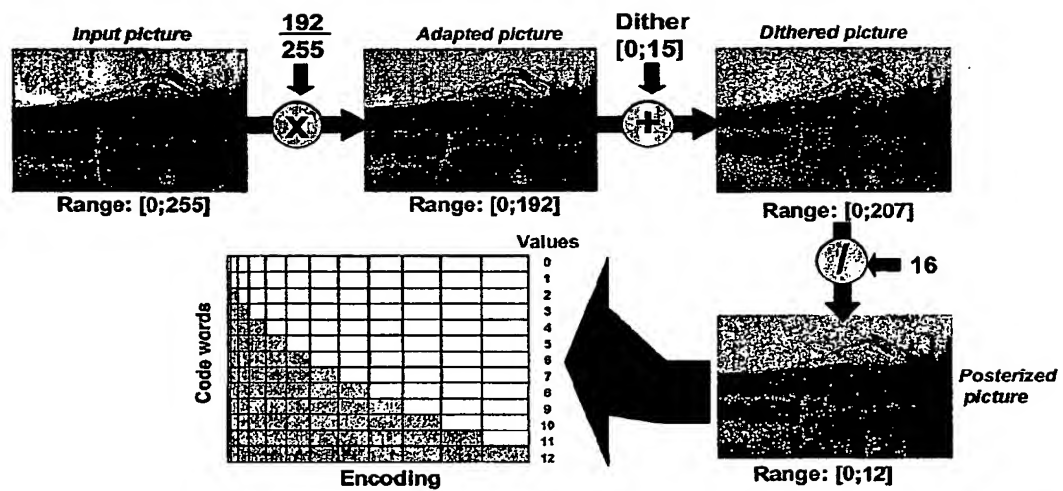 Input picture
192
255
Adapted picture
Dither
[0;15]
Dithered picture
X
+
Range: [0;255]
Range: [0;192]
Range: [0;207]
/
16
Values
0
1
2
3
4
5
6
7
8
9
10
11
12
Code words
Encoding
Posterized
picture
Range: [0;12]